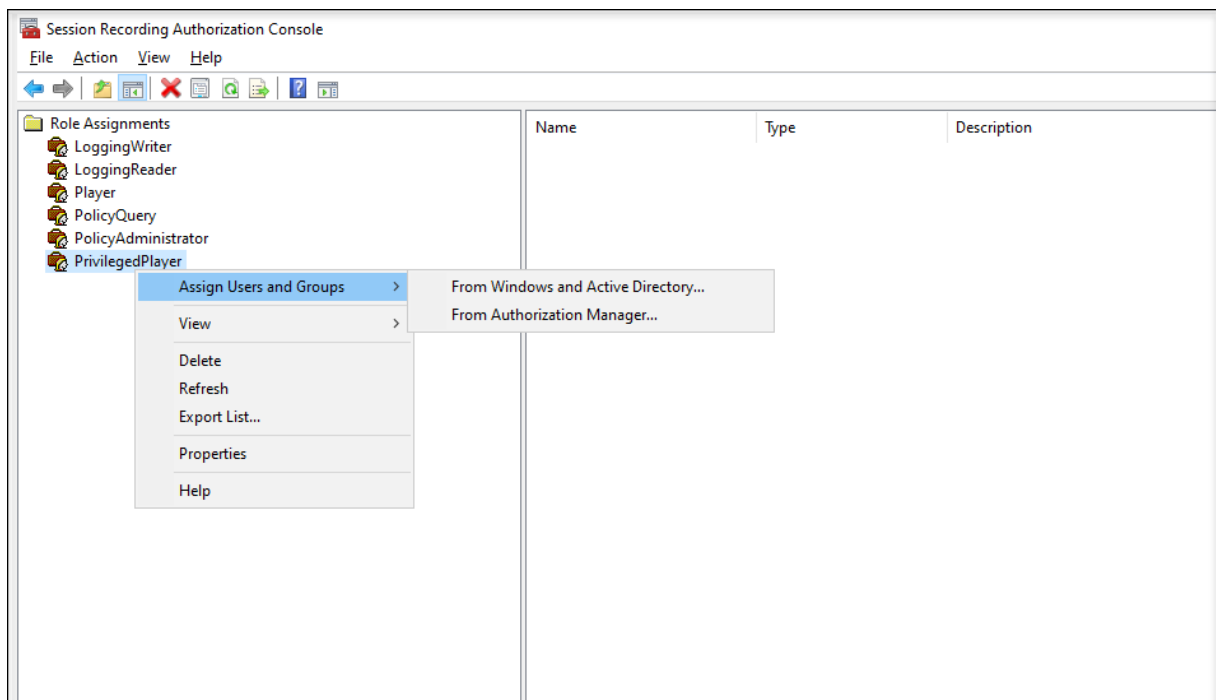 Session Recording Authorization Console
File Action View Help
Role Assignments
LoggingWriter
LoggingReader
Player
PolicyQuery
PolicyAdministrator
PrivilegedPlayer
Name Type Description
Assign Users and Groups
View
Delete
Refresh
Export List...
Properties
Help
From Windows and Active Directory...
From Authorization Manager...